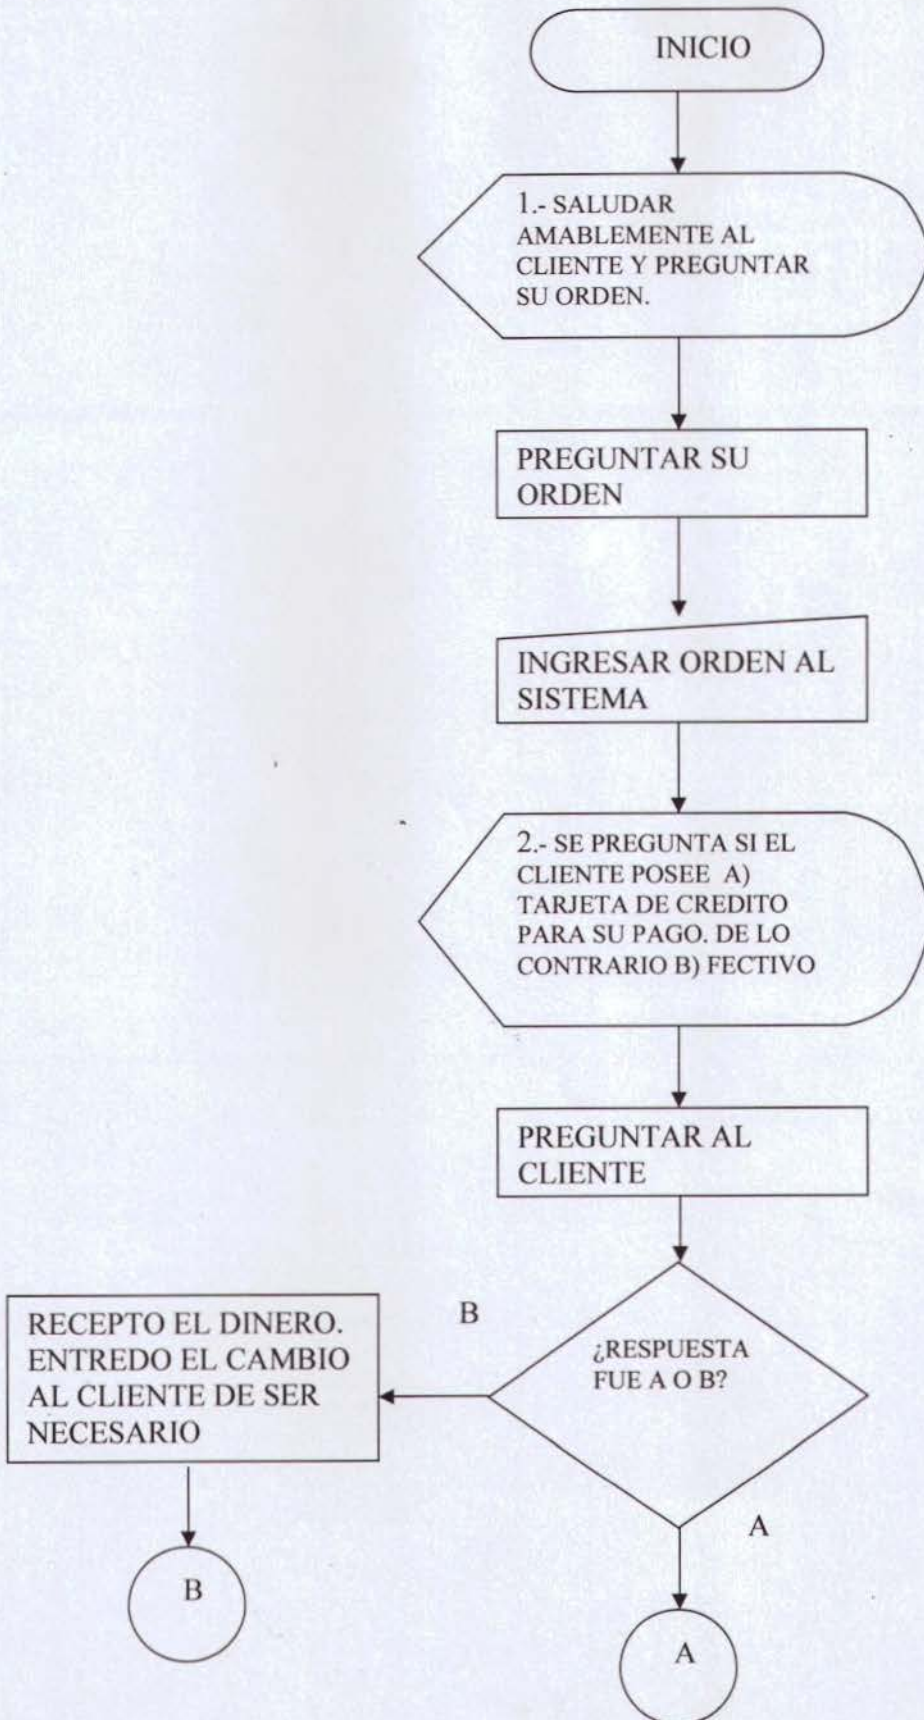 INICIO
1.- SALUDAR
AMABLEMENTE AL
CLIENTE Y PREGUNTAR
SU ORDEN.
PREGUNTAR SU
ORDEN
INGRESAR ORDEN AL
SISTEMA
2.- SE PREGUNTA SI EL
CLIENTE POSEE A)
TARJETA DE CREDITO
PARA SU PAGO. DE LO
CONTRARIO B) FECTIVO
PREGUNTAR AL
CLIENTE
¿RESPUESTA
FUE A O B?
B
RECEPTO EL DINERO.
ENTREDO EL CAMBIO
AL CLIENTE DE SER
NECESARIO
B
A
A